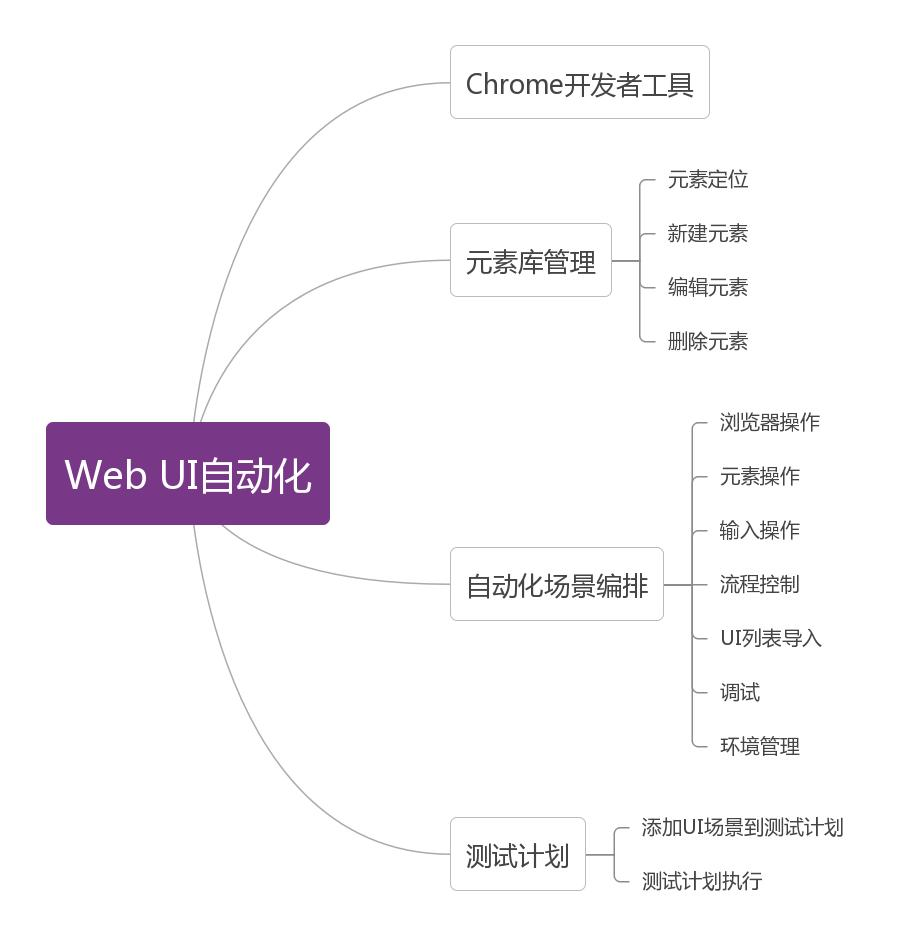 Chrome开发者工具
元素定位
新建元素
元素库管理
编辑元素
删除元素
浏览器操作
Web UI自动化
元素操作
输入操作
自动化场景编排
流程控制
UI列表导入
调试
环境管理
添加UI场景到测试计划
测试计划
测试计划执行